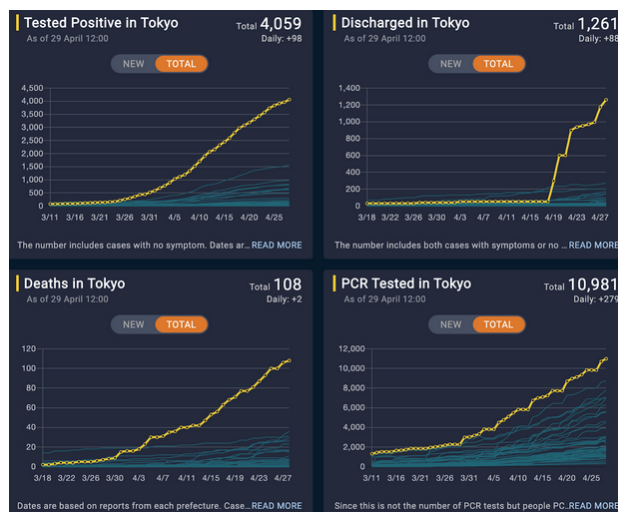 Tested Positive in Tokyo
Total 4,059
As of 29 April 12:00
Daily: +98
NEW TOTAL
4,500
4,000
3,500
3,000
2,500
2,000
1,500
1,000
500
0
3/11 3/16 3/21 3/26 3/31 4/5 4/10 4/15 4/20 4/25
The number includes cases with no symptom. Dates ar... READ MORE
Discharged in Tokyo
Total 1,261
As of 29 April 12:00
Daily: +88
NEW TOTAL
1,400
1,200
1,000
800
600
400
200
0
3/18 3/22 3/26 3/30 4/3 4/7 4/11 4/15 4/19 4/23 4/27
The number includes both cases with symptoms or no ... READ MORE
Deaths in Tokyo
Total 108
As of 29 April 12:00
Daily: +2
NEW TOTAL
120
100
80
60
40
20
0
3/18 3/22 3/26 3/30 4/3 4/7 4/11 4/15 4/19 4/23 4/27
Dates are based on reports from each prefecture. Case... READ MORE
PCR Tested in Tokyo
Total 10,981
As of 29 April 12:00
Daily: +279
NEW TOTAL
12,000
10,000
8,000
6,000
4,000
2,000
0
3/11 3/16 3/21 3/26 3/31 4/5 4/10 4/15 4/20 4/25
Since this is not the number of PCR tests but people PC... READ MORE